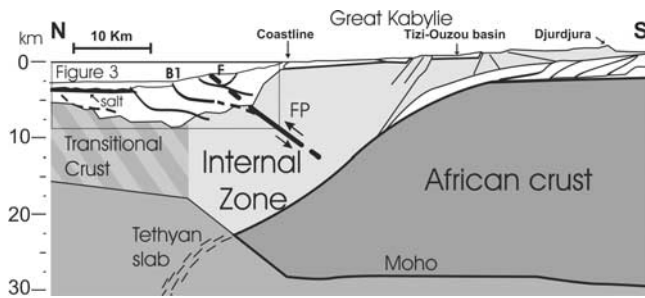 Great Kabylie
N
S
km
10 Km
Coastline
Tizi-Ouzou basin
Djurdjura
B1
F
0
Figure 3
salt
FP
10
Transitional
Crust
Internal
Zone
African crust
20
Tethyan
slab
Moho
30